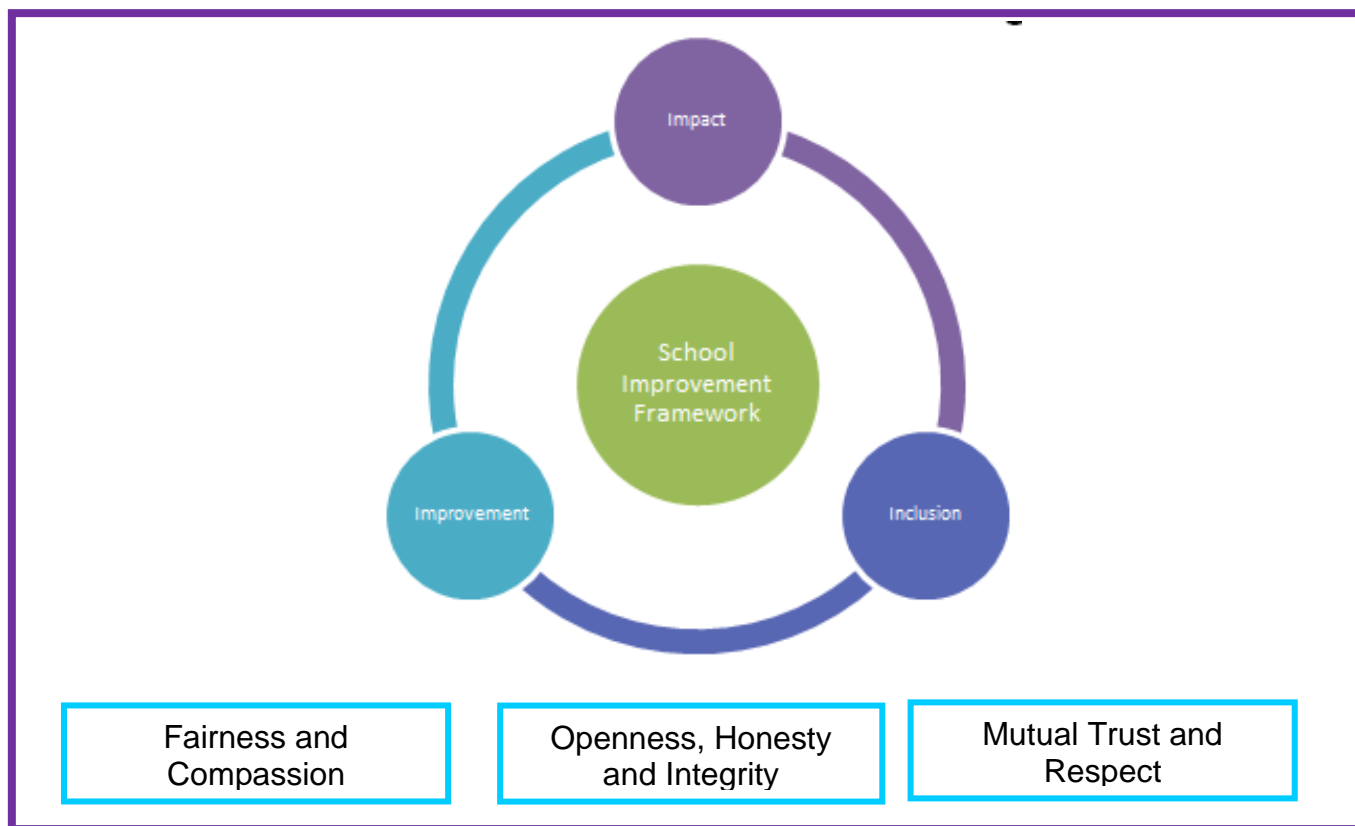 Impact
School
Improvement
Framework
Improvement
Inclusion
Fairness and
Compassion
Openness, Honesty
and Integrity
Mutual Trust and
Respect